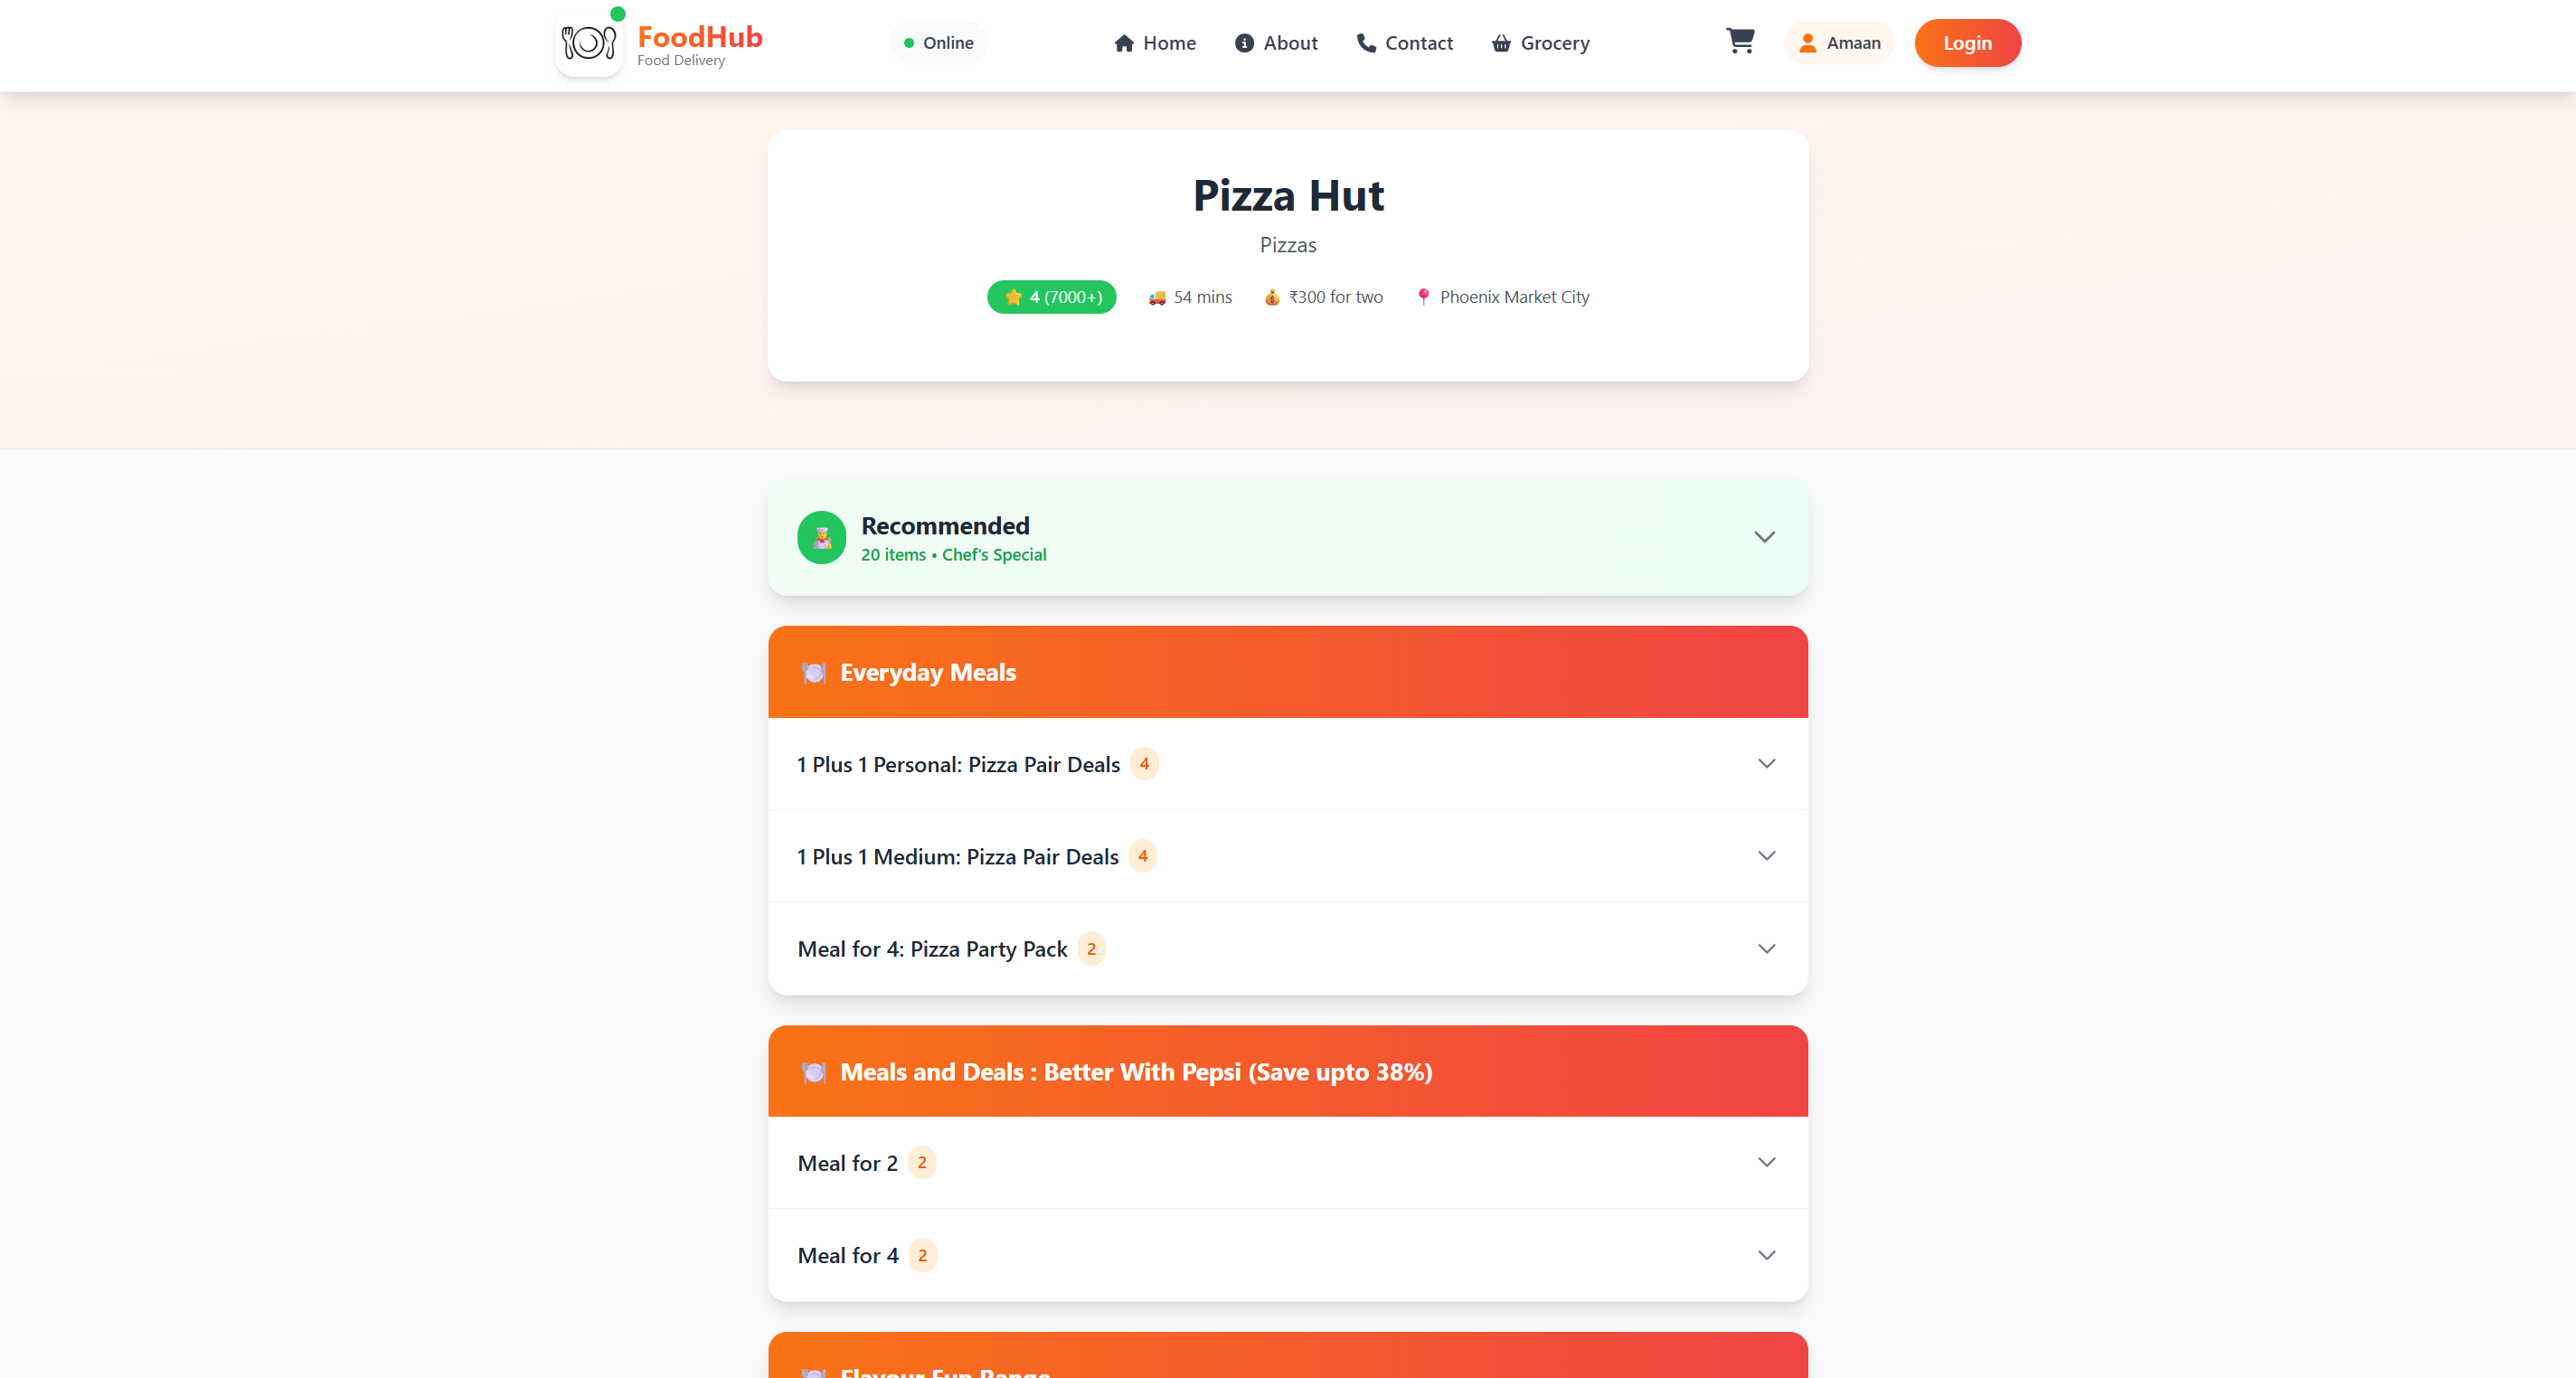 FoodHub
Food Delivery
Online
Home
About
Contact
Grocery
Amaan
Login
Pizza Hut
Pizzas
4 (7000+)
54 mins
₹300 for two
Phoenix Market City
Recommended
20 items • Chef's Special
Everyday Meals
1 Plus 1 Personal: Pizza Pair Deals 4
1 Plus 1 Medium: Pizza Pair Deals 4
Meal for 4: Pizza Party Pack 2
Meals and Deals : Better With Pepsi (Save upto 38%)
Meal for 2 2
Meal for 4 2
Flavour Fun Range